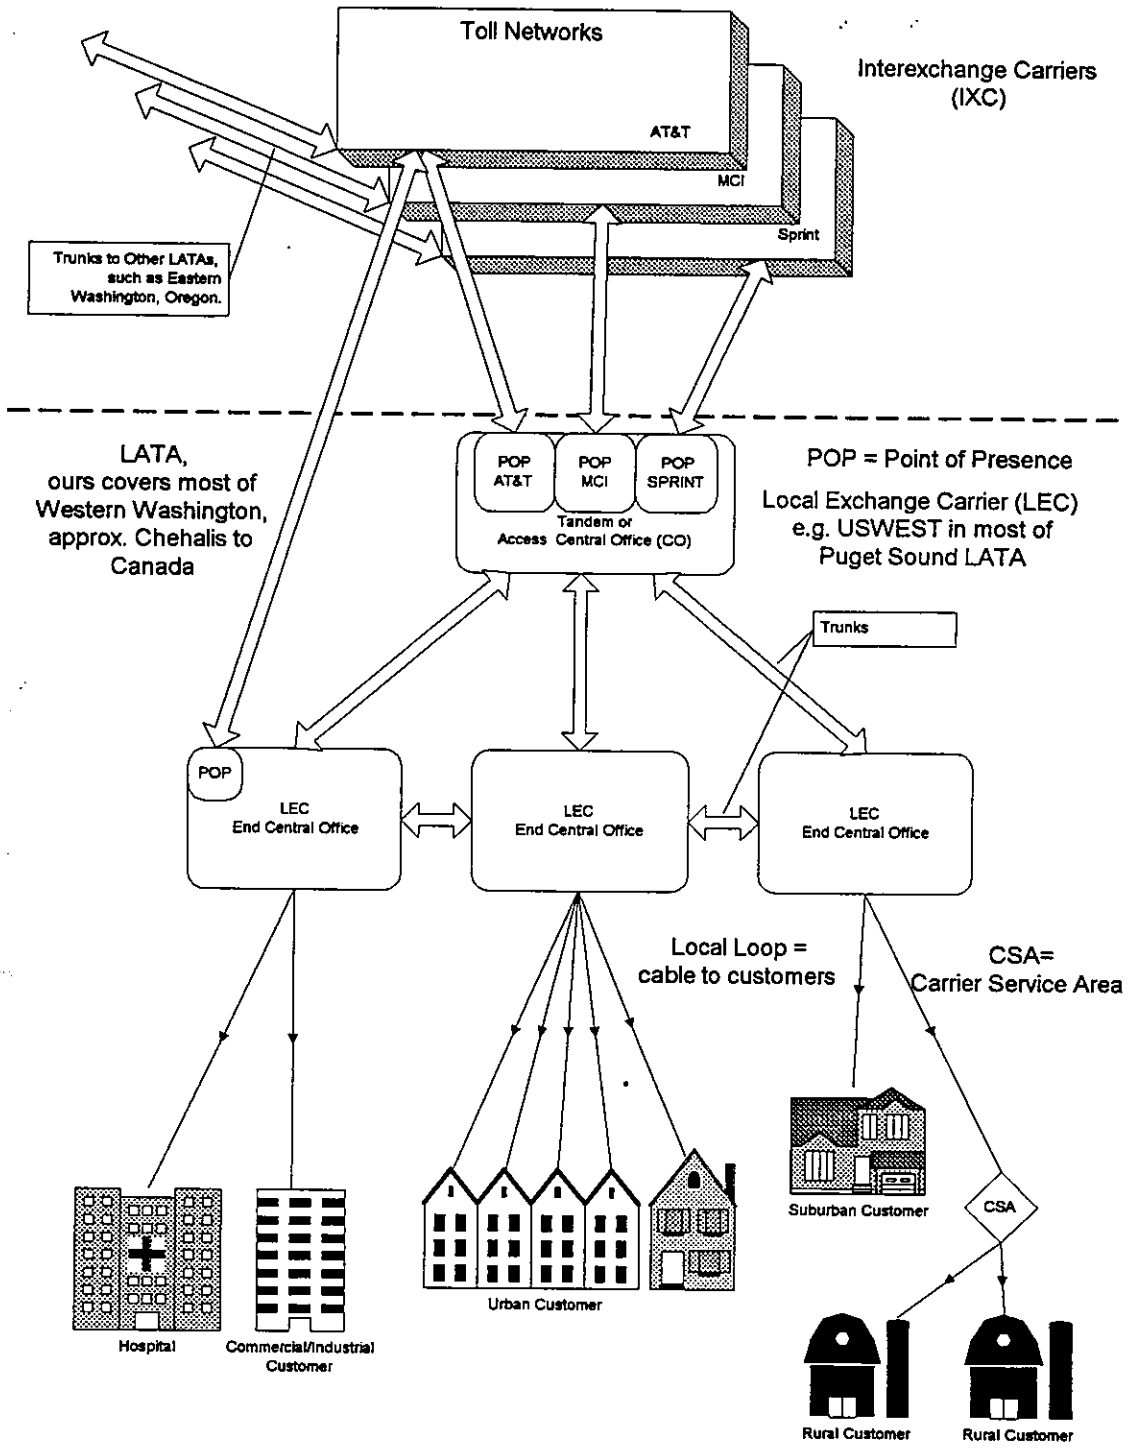 Toll Networks
AT&T
MCI
Sprint
Interexchange Carriers
(IXC)
Trunks to Other LATAs,
such as Eastern
Washington, Oregon.
LATA,
ours covers most of
Western Washington,
approx. Chehalis to
Canada
POP
AT&T
POP
MCI
POP
SPRINT
Tandem or
Access Central Office (CO)
POP = Point of Presence
Local Exchange Carrier (LEC)
e.g. USWEST in most of
Puget Sound LATA
Trunks
POP
LEC
End Central Office
LEC
End Central Office
LEC
End Central Office
Local Loop =
cable to customers
CSA=
Carrier Service Area
Hospital
Commercial/Industrial
Customer
Urban Customer
Suburban Customer
CSA
Rural Customer
Rural Customer